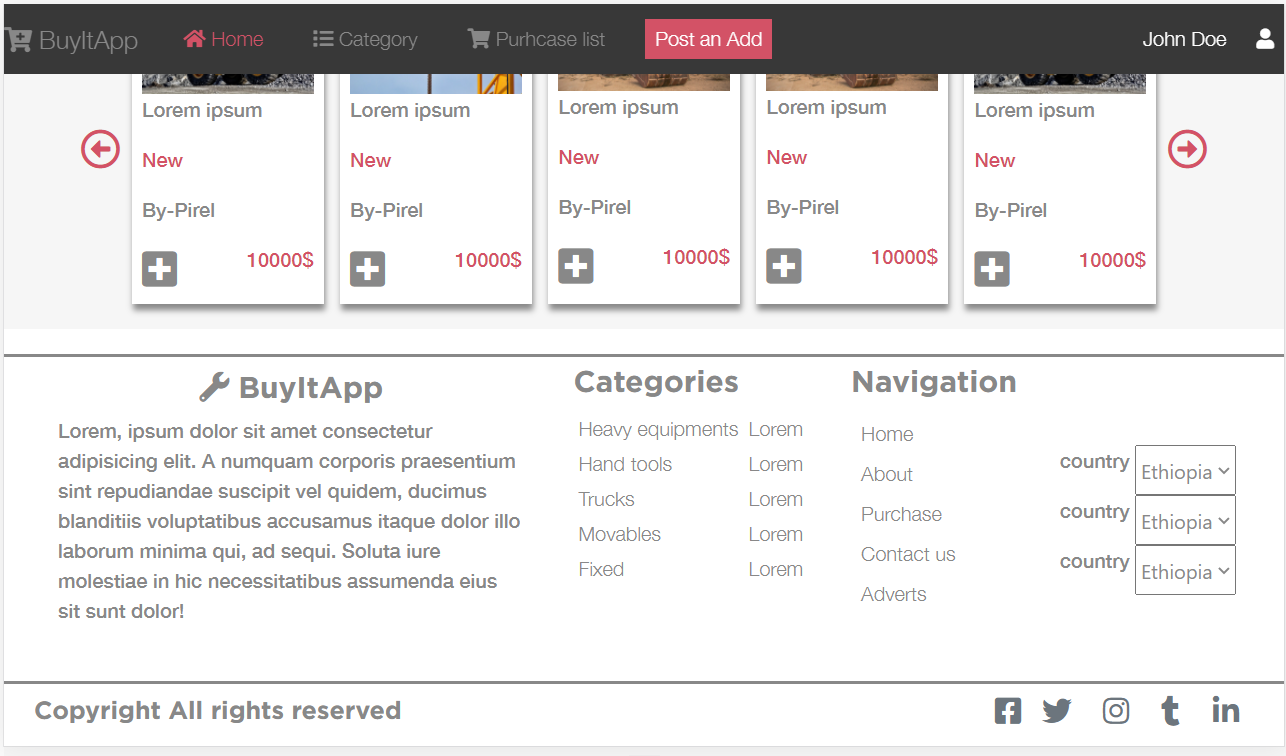 BuyItApp Home Category Purhcase list Post an Add John Doe
Lorem ipsum Lorem ipsum Lorem ipsum Lorem ipsum Lorem ipsum
New New New New New
By-Pirel By-Pirel By-Pirel By-Pirel By-Pirel
10000$ 10000$ 10000$ 10000$ 10000$
BuyItApp
Lorem, ipsum dolor sit amet consectetur
adipisicing elit. A numquam corporis praesentium
sint repudiandae suscipit vel quidem, ducimus
blanditiis voluptatibus accusamus itaque dolor illo
laborum minima qui, ad sequi. Soluta iure
molestiae in hic necessitatibus assumenda eius
sit sunt dolor!
Categories
Heavy equipments Lorem
Hand tools Lorem
Trucks Lorem
Movables Lorem
Fixed Lorem
Navigation
Home
About
Purchase
Contact us
Adverts
country Ethiopia
country Ethiopia
country Ethiopia
Copyright All rights reserved